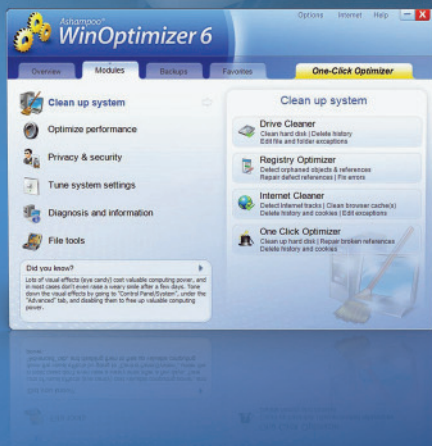 Options Internet Help
Ashampoo®
WinOptimizer 6
Overview Modules Backups Favorites One-Click Optimizer
Clean up system
Optimize performance
Privacy & security
Tune system settings
Diagnosis and information
File tools
Did you know?
Lots of visual effects (eye candy) cost valuable computing power, and
in most cases don't even raise a weary smile after a few days. Tone
down the visual effects by going to "Control Panel/System", under the
"Advanced" tab, and disabling them to free up valuable computing
power.
Clean up system
Drive Cleaner
Clean hard disk | Delete history
Edit file and folder exceptions
Registry Optimizer
Detect orphaned objects & references
Repair defect references | Fix errors
Internet Cleaner
Detect Internet tracks | Clean browser cache(s)
Delete history and cookies | Edit exceptions
One Click Optimizer
Clean up hard disk | Repair broken references
Delete history and cookies